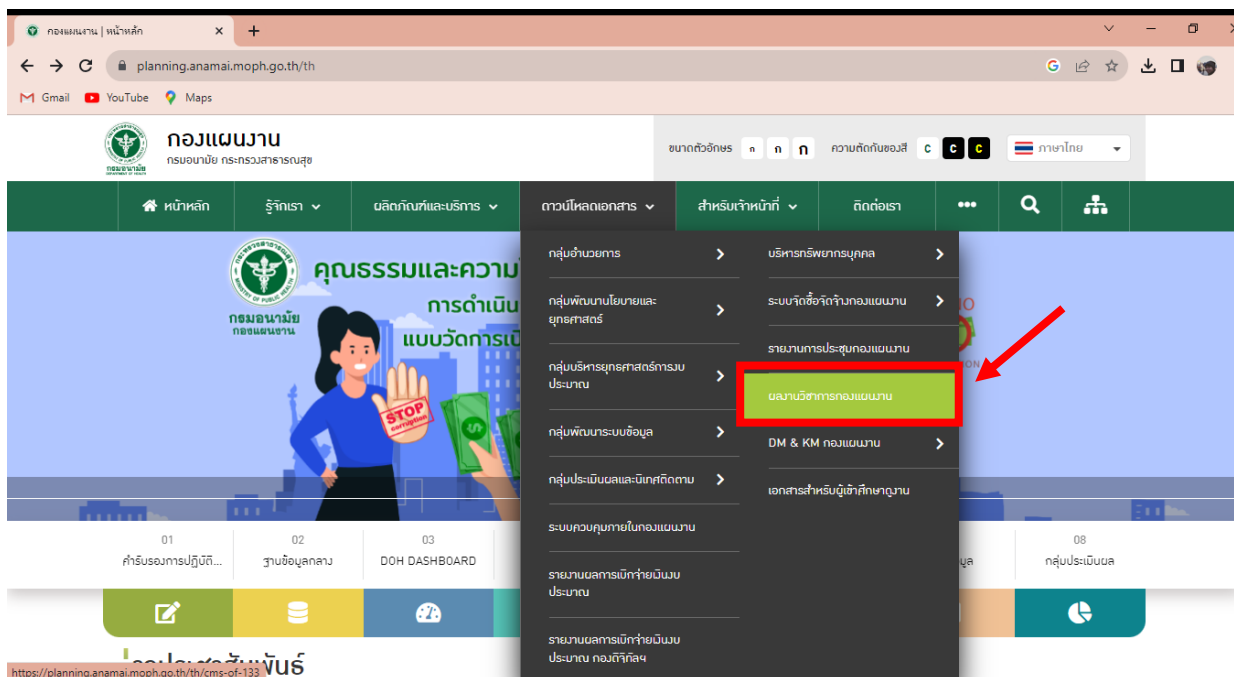 กองแผนงาน | หน้าหลัก
planning.anamai.moph.go.th/th
Gmail YouTube Maps
กองแผนงาน
กรมอนามัย กระทรวงสาธารณสุข
กรมอนามัย
ขนาดตัวอักษร ก ก ก ความตัดกันของสี C C C ภาษาไทย
หน้าหลัก รู้จักเรา ผลิตภัณฑ์และบริการ ดาวน์โหลดเอกสาร สำหรับเจ้าหน้าที่ ติดต่อเรา
กลุ่มอำนวยการ
กลุ่มพัฒนานโยบายและ
ยุทธศาสตร์
กลุ่มบริหารยุทธศาสตร์การงบ
ประมาณ
กลุ่มพัฒนาระบบข้อมูล
กลุ่มประเมินผลและนิเทศติดตาม
ระบบควบคุมภายในกองแผนงาน
รายงานผลการเบิกจ่ายเงินงบ
ประมาณ
รายงานผลการเบิกจ่ายเงินงบ
ประมาณ กองดิจิทัลฯ
บริหารทรัพยากรบุคคล
ระบบจัดซื้อจัดจ้างกองแผนงาน
รายงานการประชุมกองแผนงาน
ผลงานวิชาการกองแผนงาน
DM & KM กองแผนงาน
เอกสารสำหรับผู้เข้าศึกษาดูงาน
กรมอนามัย
กองแผนงาน
คุณธรรมและความ
การดำเนิน
แบบวัดการเปิ
STOP
corruption
01
คำรับรองการปฏิบัติ...
02
ฐานข้อมูลกลาง
03
DOH DASHBOARD
08
กลุ่มประเมินผล
https://planning.anamai.moph.go.th/th/cms-of-133